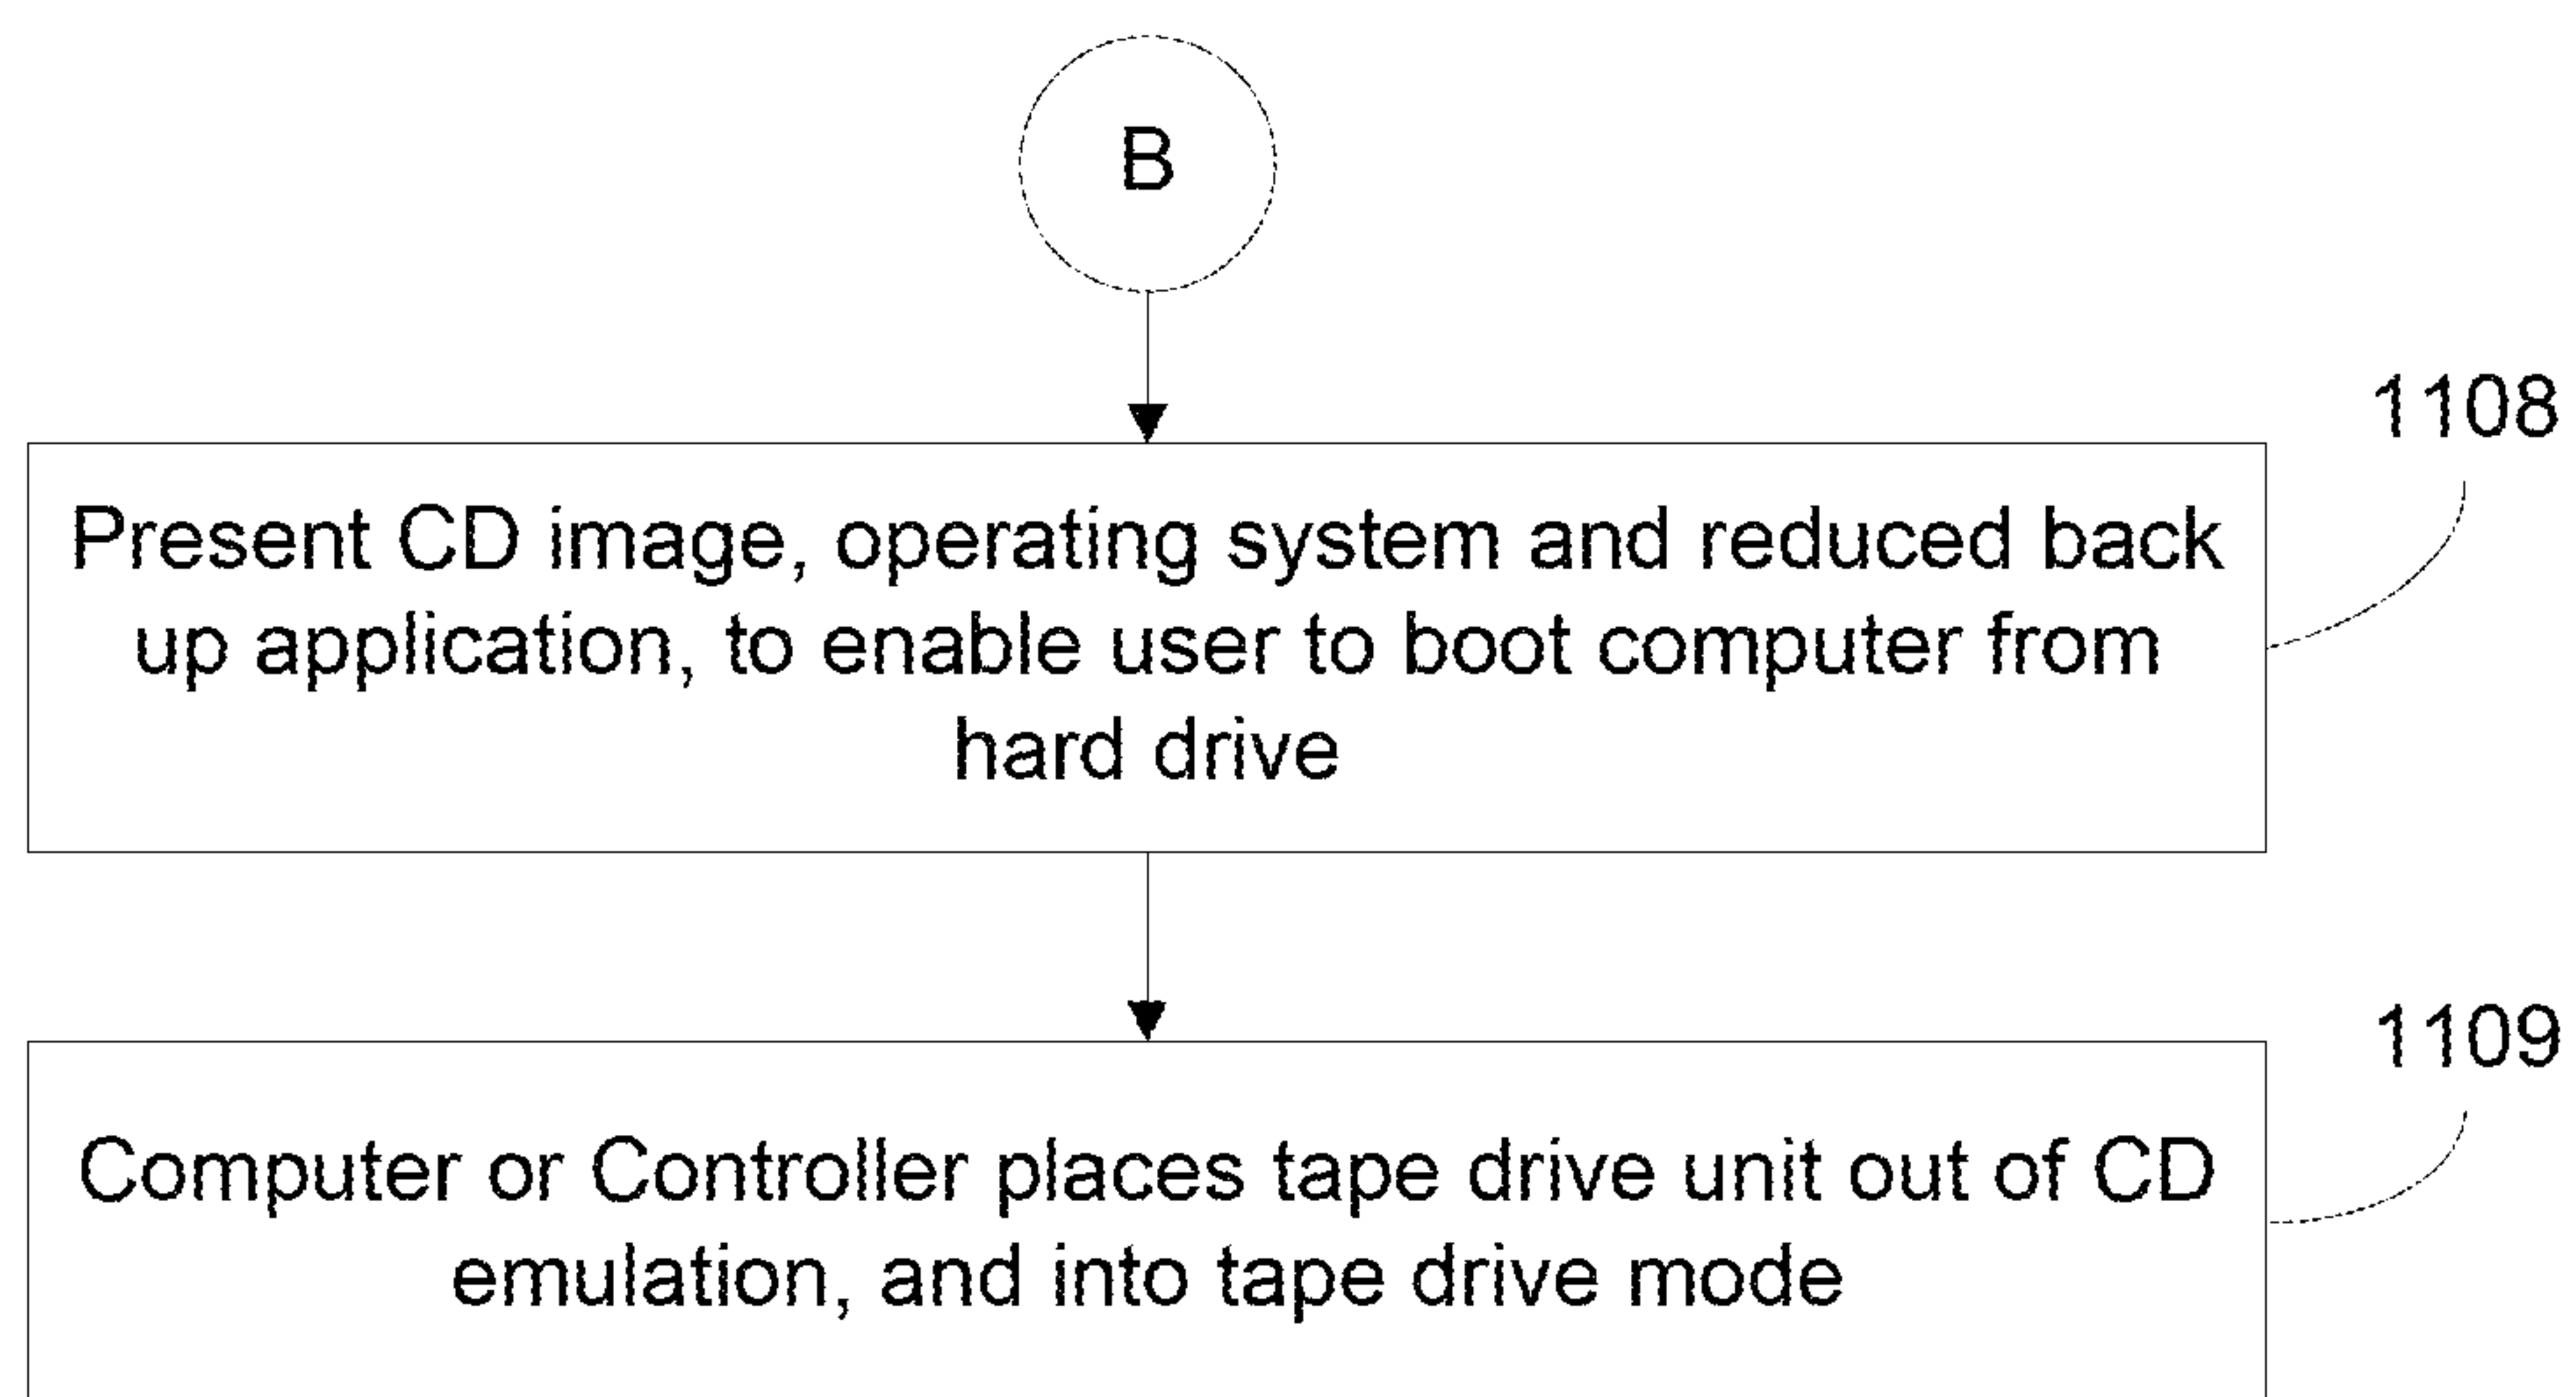 B
1108
Present CD image, operating system and reduced back
up application, to enable user to boot computer from
hard drive
1109
Computer or Controller places tape drive unit out of CD
emulation, and into tape drive mode